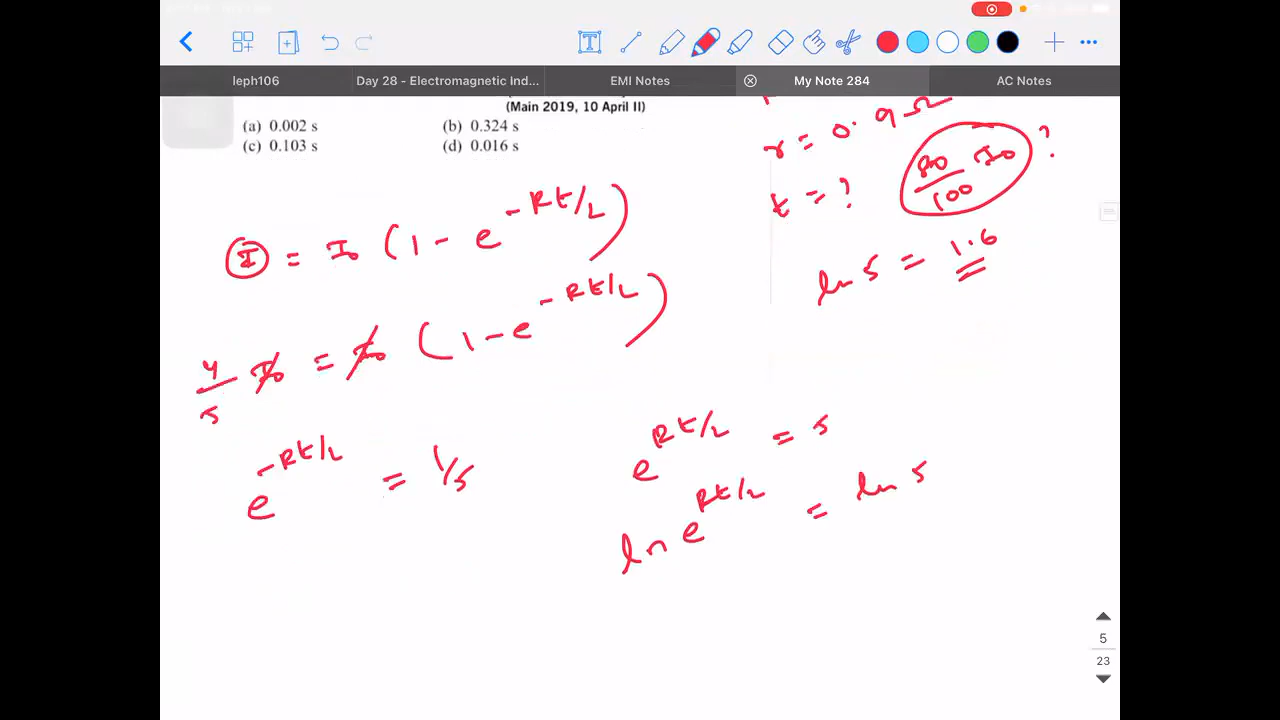 leph106 Day 28 - Electromagnetic Ind... EMI Notes My Note 284 AC Notes
(Main 2019, 10 April II)
(a) 0.002 s (b) 0.324 s
(c) 0.103 s (d) 0.016 s
r = 0.9 Ω
t = ? 80/100 I₀ ?
ln 5 = 1.6
I = I₀ (1 - e^-Rt/L)
4/5 I₀ = I₀ (1 - e^-Rt/L)
e^-Rt/L = 1/5
e^Rt/L = 5
ln e^Rt/L = ln 5
5
23